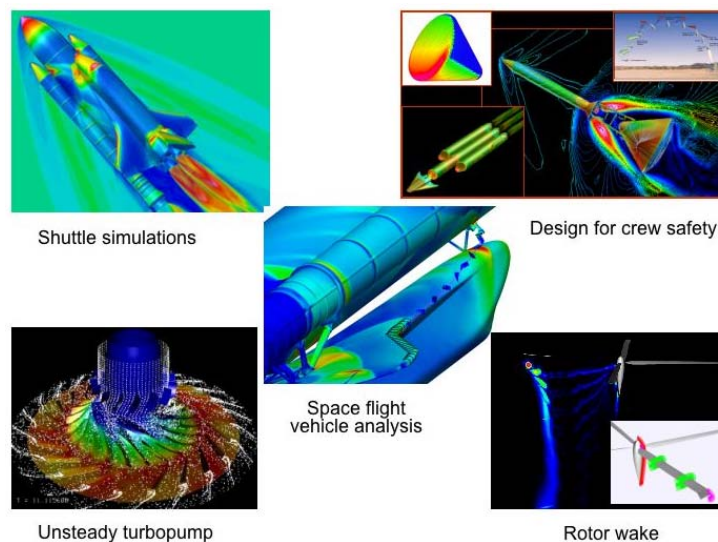 Shuttle simulations
Design for crew safety
Space flight
vehicle analysis
Unsteady turbopump
Rotor wake